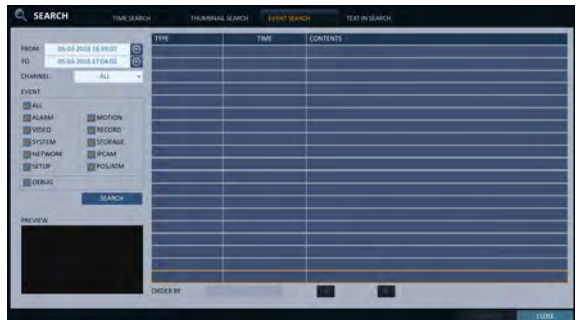 SEARCH
TIME SEARCH
THUMBNAIL SEARCH
EVENT SEARCH
TEXT IN SEARCH
TYPE TIME CONTENTS
FROM
TO
CHANNEL ALL
EVENT
ALL
ALARM MOTION
VIDEO RECORD
SYSTEM STORAGE
NETWORK IPCAM
SETUP POS/ATM
DEBUG
SEARCH
PREVIEW
ORDER BY
CLOSE